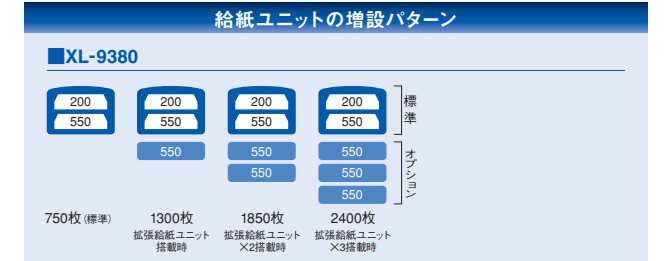 給紙ユニットの増設パターン
■XL-9380
200 200 200 200 標準
550 550 550 550
550 550 550 オプション
550 550
550
750枚(標準) 1300枚 1850枚 2400枚
拡張給紙ユニット 拡張給紙ユニット 拡張給紙ユニット
搭載時 ×2搭載時 ×3搭載時